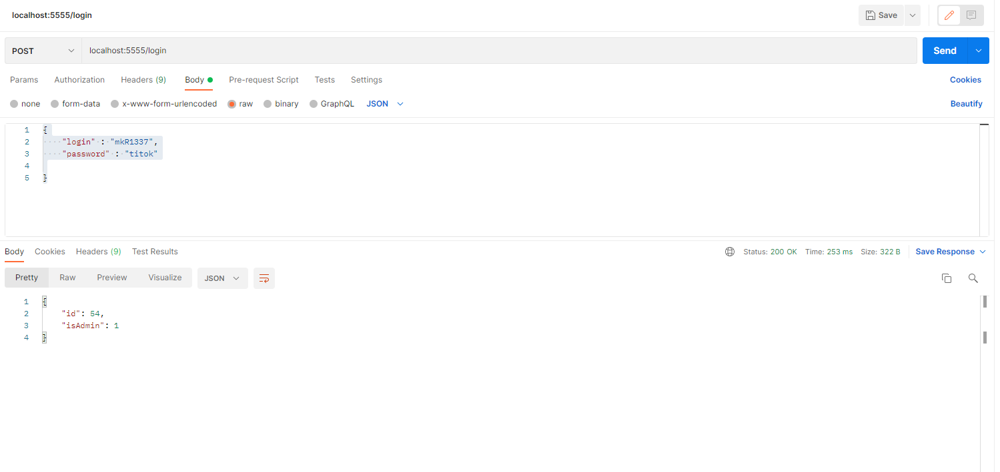 localhost:5555/login
Save
POST
localhost:5555/login
Send
Params Authorization Headers (9) Body Pre-request Script Tests Settings Cookies
none form-data x-www-form-urlencoded raw binary GraphQL JSON Beautify
1 {
2 ····"login"·:·"mkR1337",
3 ····"password"·:·"titok"
4
5 }
Body Cookies Headers (9) Test Results Status: 200 OK Time: 253 ms Size: 322 B Save Response
Pretty Raw Preview Visualize JSON
1 {
2 "id": 54,
3 "isAdmin": 1
4 }